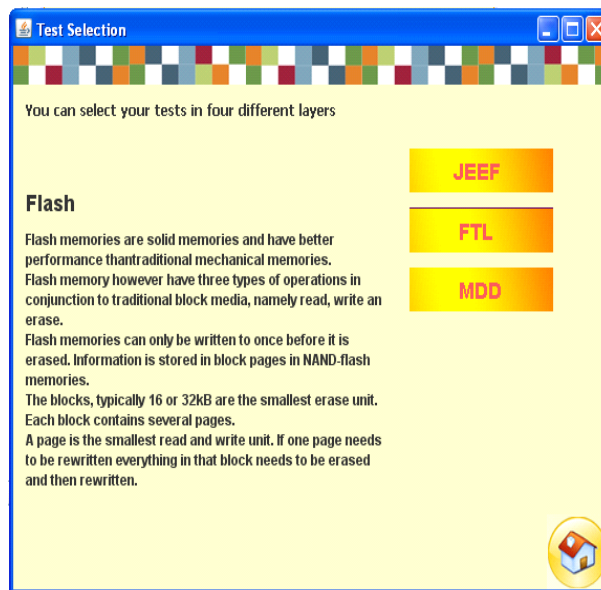 Test Selection
You can select your tests in four different layers
JEEF
Flash
FTL
Flash memories are solid memories and have better
performance thantraditional mechanical memories.
Flash memory however have three types of operations in
conjunction to traditional block media, namely read, write an
erase.
Flash memories can only be written to once before it is
erased. Information is stored in block pages in NAND-flash
memories.
The blocks, typically 16 or 32kB are the smallest erase unit.
Each block contains several pages.
A page is the smallest read and write unit. If one page needs
to be rewritten everything in that block needs to be erased
and then rewritten.
MDD